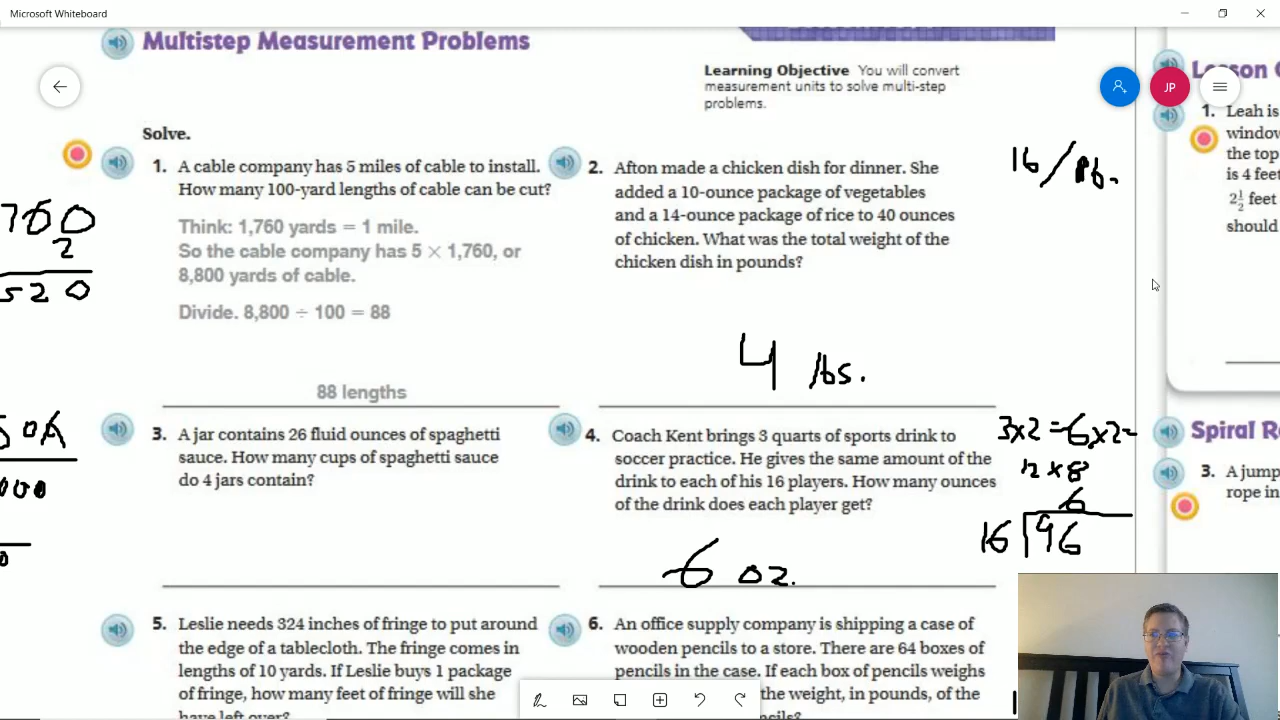 Microsoft Whiteboard
Multistep Measurement Problems
Learning Objective You will convert
measurement units to solve multi-step
problems.
JP
Solve.
1. A cable company has 5 miles of cable to install.
How many 100-yard lengths of cable can be cut?
Think: 1,760 yards = 1 mile.
So the cable company has 5 × 1,760, or
8,800 yards of cable.
Divide. 8,800 ÷ 100 = 88
88 lengths
2. Afton made a chicken dish for dinner. She
added a 10-ounce package of vegetables
and a 14-ounce package of rice to 40 ounces
of chicken. What was the total weight of the
chicken dish in pounds?
16/
4 lbs.
760
2
520
3. A jar contains 26 fluid ounces of spaghetti
sauce. How many cups of spaghetti sauce
do 4 jars contain?
4. Coach Kent brings 3 quarts of sports drink to
soccer practice. He gives the same amount of the
drink to each of his 16 players. How many ounces
of the drink does each player get?
3x2=6x2=
12x8
6
16 96
6 oz.
5. Leslie needs 324 inches of fringe to put around
the edge of a tablecloth. The fringe comes in
lengths of 10 yards. If Leslie buys 1 package
of fringe, how many feet of fringe will she
have left over?
6. An office supply company is shipping a case of
wooden pencils to a store. There are 64 boxes of
pencils in the case. If each box of pencils weighs
the weight, in pounds, of the
Lesson
1. Leah is
window
the top
is 4 feet
2 1/2 feet
should
Spiral
3. A jump
rope in